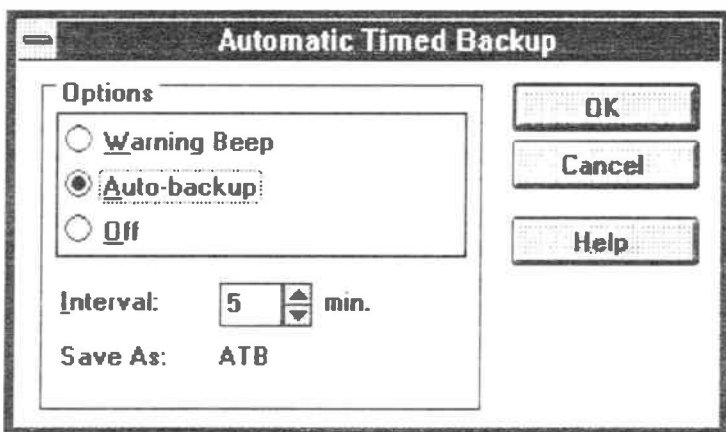 Automatic Timed Backup
Options
Warning Beep
Auto-backup
Off
Interval: 5 min.
Save As: ATB
OK
Cancel
Help